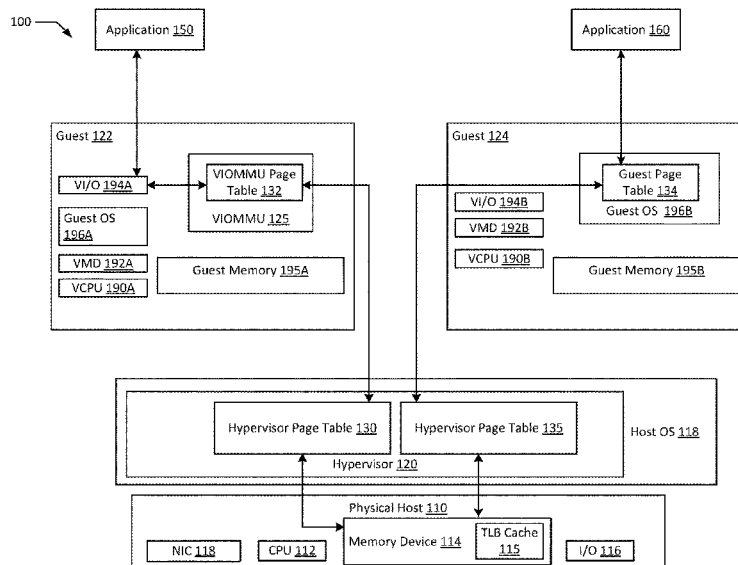 100
Application 150
Application 160
Guest 122
VI/O 194A
VIOMMU Page
Table 132
VIOMMU 125
Guest OS
196A
VMD 192A
VCPU 190A
Guest Memory 195A
Guest 124
Guest Page
Table 134
Guest OS 196B
VI/O 194B
VMD 192B
VCPU 190B
Guest Memory 195B
Hypervisor Page Table 130
Hypervisor Page Table 135
Hypervisor 120
Host OS 118
Physical Host 110
NIC 118
CPU 112
Memory Device 114
TLB Cache
115
I/O 116